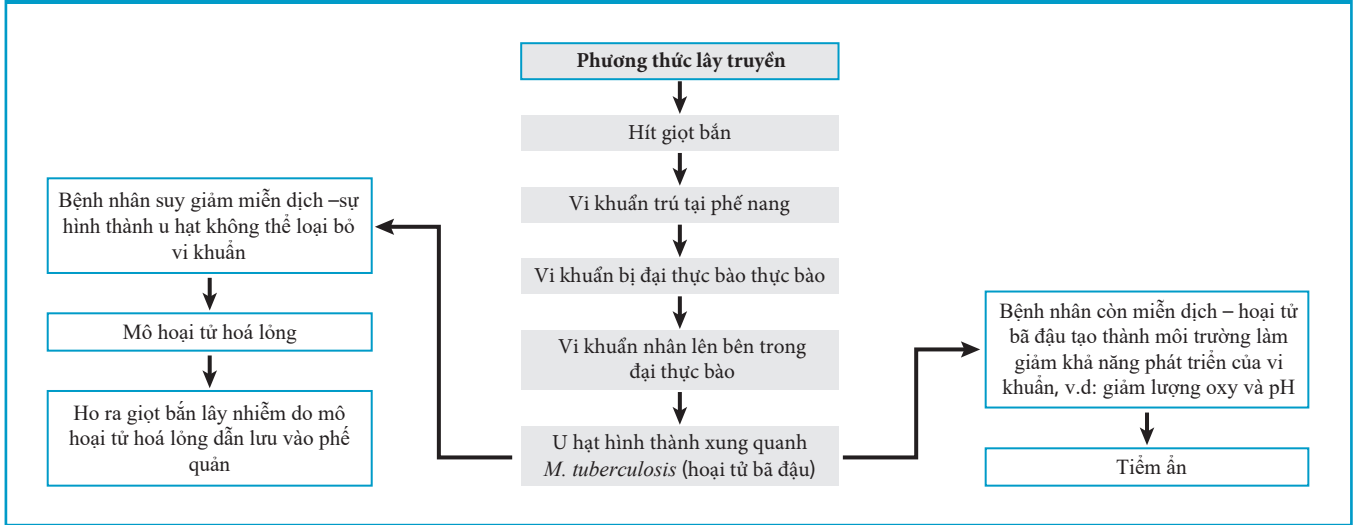 Phương thức lây truyền
Hít giọt bắn
Vi khuẩn trú tại phế nang
Vi khuẩn bị đại thực bào thực bào
Vi khuẩn nhân lên bên trong
đại thực bào
U hạt hình thành xung quanh
M. tuberculosis (hoại tử bã đậu)
Bệnh nhân suy giảm miễn dịch –sự
hình thành u hạt không thể loại bỏ
vi khuẩn
Mô hoại tử hoá lỏng
Ho ra giọt bắn lây nhiễm do mô
hoại tử hoá lỏng dẫn lưu vào phế
quản
Bệnh nhân còn miễn dịch – hoại tử
bã đậu tạo thành môi trường làm
giảm khả năng phát triển của vi
khuẩn, v.d: giảm lượng oxy và pH
Tiểm ẩn